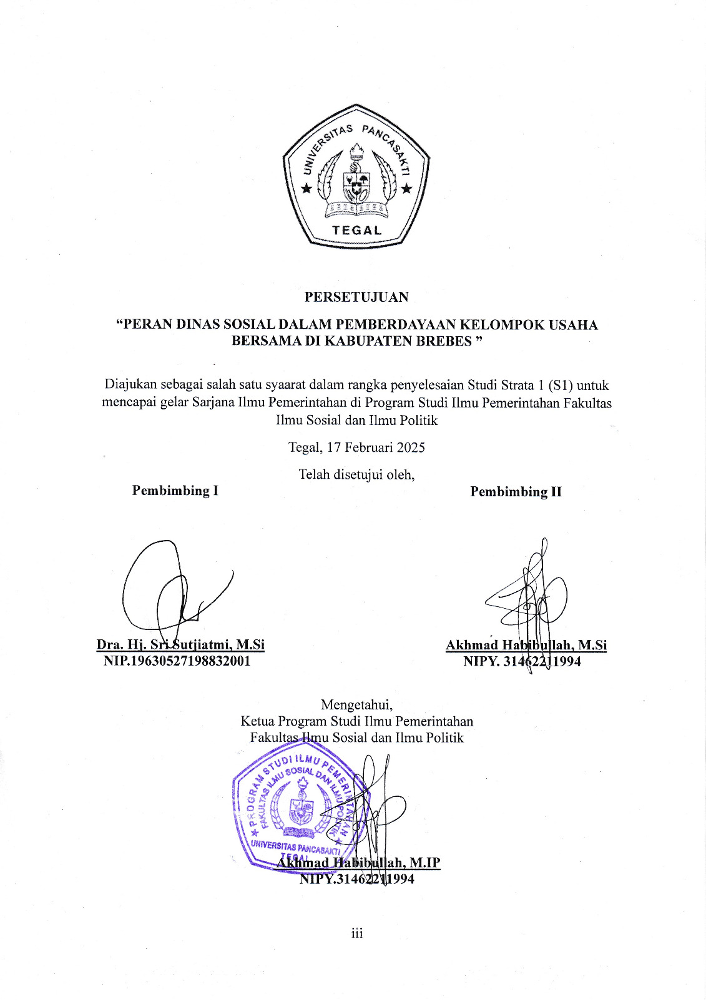 UNIVERSITAS PANCASAKTI
TEGAL
PERSETUJUAN
“PERAN DINAS SOSIAL DALAM PEMBERDAYAAN KELOMPOK USAHA
BERSAMA DI KABUPATEN BREBES ”
Diajukan sebagai salah satu syaarat dalam rangka penyelesaian Studi Strata 1 (S1) untuk
mencapai gelar Sarjana Ilmu Pemerintahan di Program Studi Ilmu Pemerintahan Fakultas
Ilmu Sosial dan Ilmu Politik
Tegal, 17 Februari 2025
Telah disetujui oleh,
Pembimbing I
Pembimbing II
Dra. Hj. Sri Sutjiatmi, M.Si
NIP.19630527198832001
Akhmad Habibullah, M.Si
NIPY. 31462211994
Mengetahui,
Ketua Program Studi Ilmu Pemerintahan
Fakultas Ilmu Sosial dan Ilmu Politik
PROGRAM STUDI ILMU PEMERINTAHAN
FAKULTAS ILMU SOSIAL DAN ILMU POLITIK
UNIVERSITAS PANCASAKTI
TEGAL
Akhmad Habibullah, M.IP
NIPY.31462211994
iii